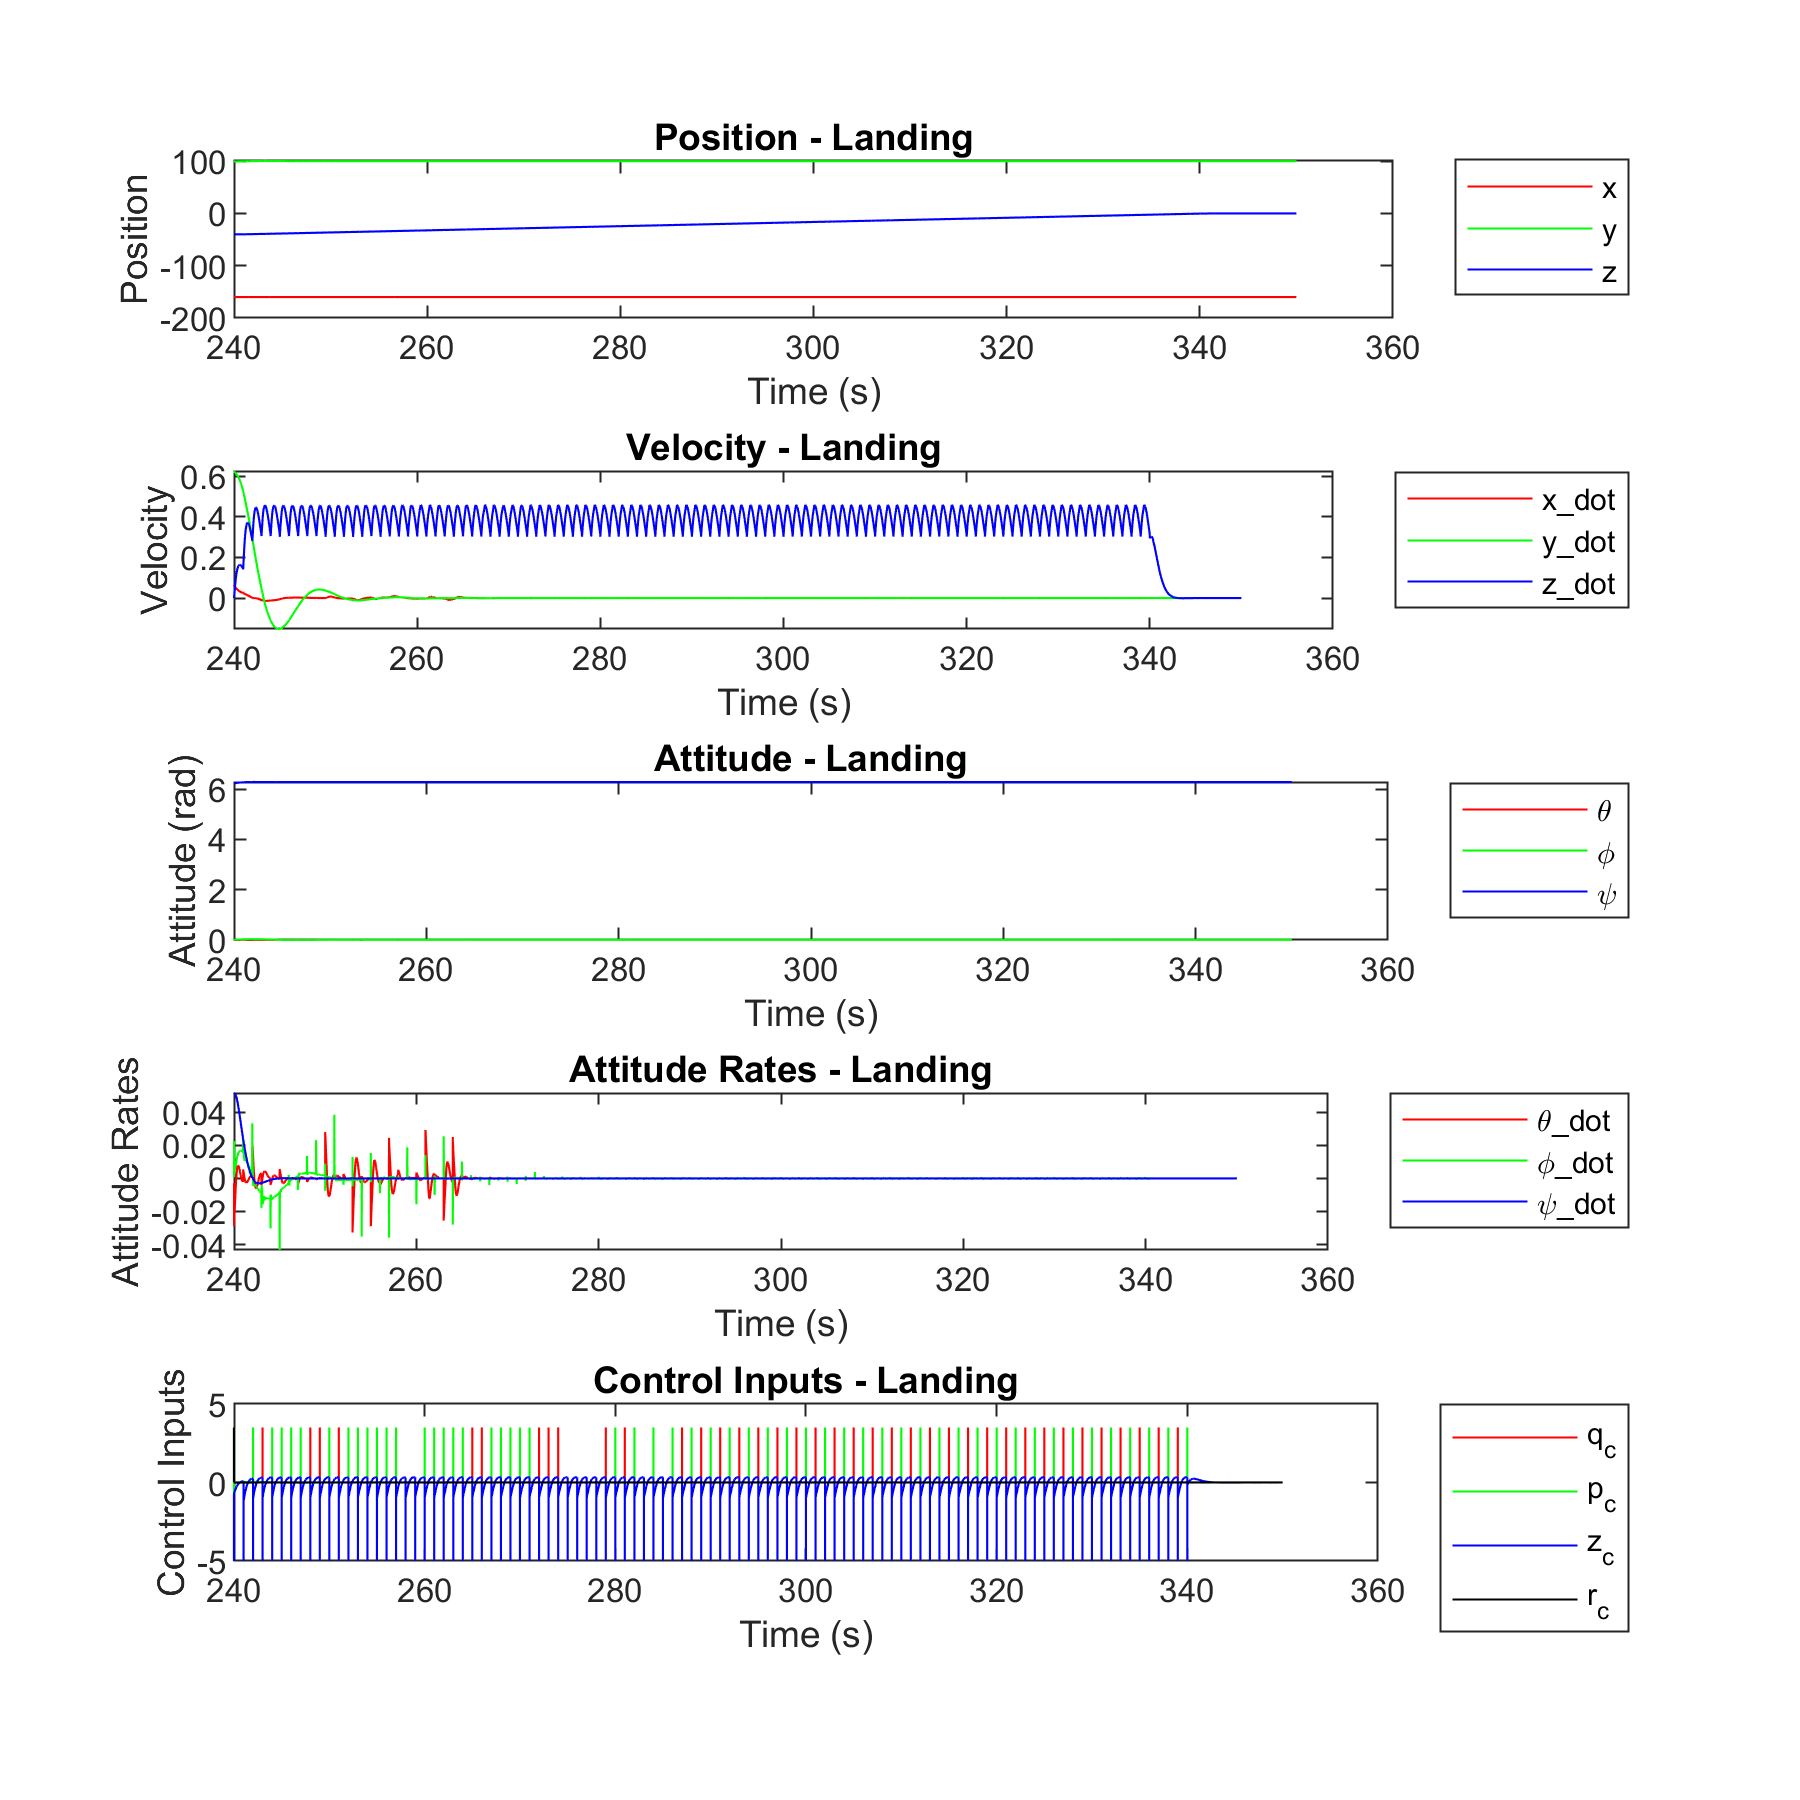 Position - Landing
Position
100
0
-100
-200
240 260 280 300 320 340 360
Time (s)
x
y
z
Velocity - Landing
Velocity
0.6
0.4
0.2
0
240 260 280 300 320 340 360
Time (s)
x_dot
y_dot
z_dot
Attitude - Landing
Attitude (rad)
6
4
2
0
240 260 280 300 320 340 360
Time (s)
θ
ϕ
ψ
Attitude Rates - Landing
Attitude Rates
0.04
0.02
0
-0.02
-0.04
240 260 280 300 320 340 360
Time (s)
θ_dot
ϕ_dot
ψ_dot
Control Inputs - Landing
Control Inputs
5
0
-5
240 260 280 300 320 340 360
Time (s)
q_c
p_c
z_c
r_c